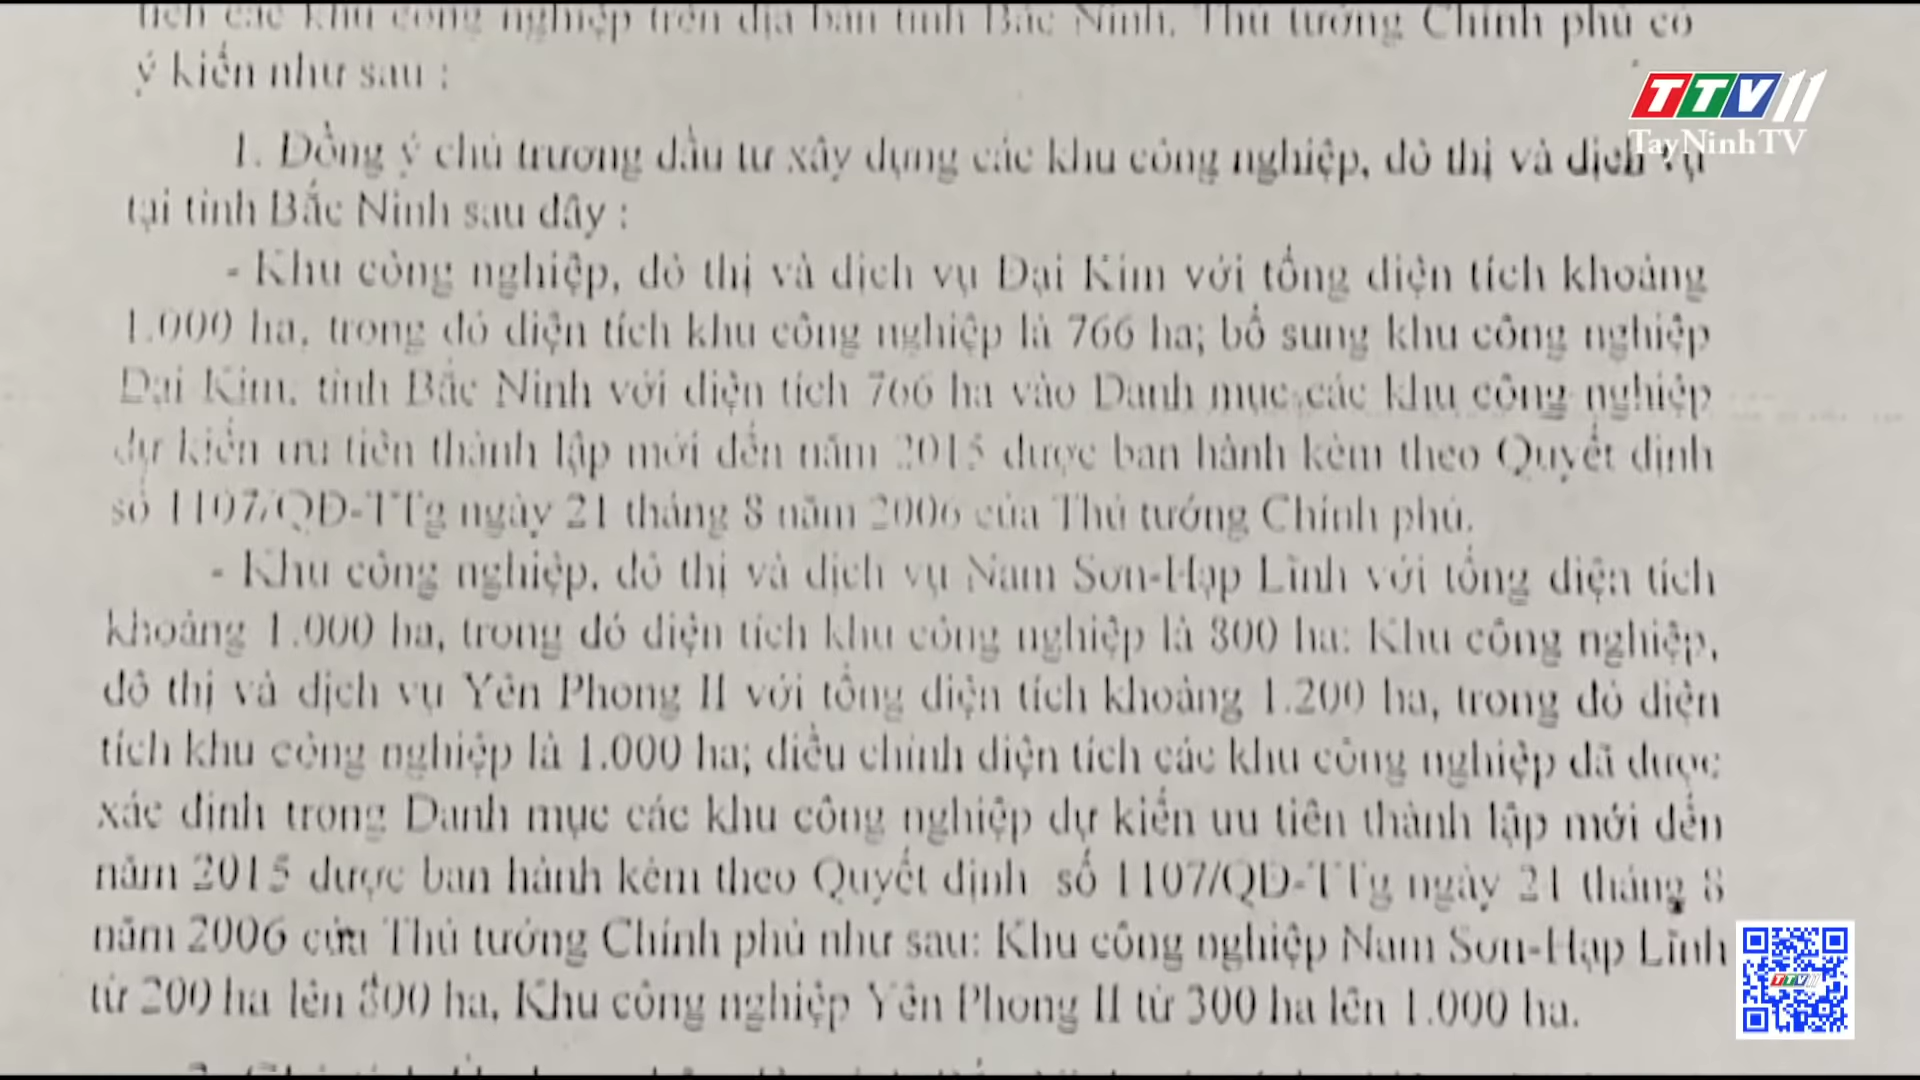 tích các khu công nghiệp trên địa bàn tỉnh Bắc Ninh, Thủ tướng Chính phủ có
ý kiến như sau :
TTV11
TayNinhTV
1. Đồng ý chủ trương đầu tư xây dựng các khu công nghiệp, đô thị và dịch vụ
tại tỉnh Bắc Ninh sau đây :
- Khu công nghiệp, đô thị và dịch vụ Đại Kim với tổng diện tích khoảng
1.000 ha, trong đó diện tích khu công nghiệp là 766 ha; bổ sung khu công nghiệp
Đại Kim, tỉnh Bắc Ninh với diện tích 766 ha vào Danh mục các khu công nghiệp
dự kiến ưu tiên thành lập mới đến năm 2015 được ban hành kèm theo Quyết định
số 1107/QĐ-TTg ngày 21 tháng 8 năm 2006 của Thủ tướng Chính phủ.
- Khu công nghiệp, đô thị và dịch vụ Nam Sơn-Hạp Lĩnh với tổng diện tích
khoảng 1.000 ha, trong đó diện tích khu công nghiệp là 800 ha; Khu công nghiệp,
đô thị và dịch vụ Yên Phong II với tổng diện tích khoảng 1.200 ha, trong đó diện
tích khu công nghiệp là 1.000 ha; điều chỉnh diện tích các khu công nghiệp đã được
xác định trong Danh mục các khu công nghiệp dự kiến ưu tiên thành lập mới đến
năm 2015 được ban hành kèm theo Quyết định số 1107/QĐ-TTg ngày 21 tháng 8
năm 2006 của Thủ tướng Chính phủ như sau: Khu công nghiệp Nam Sơn-Hạp Lĩnh
từ 200 ha lên 800 ha, Khu công nghiệp Yên Phong II từ 300 ha lên 1.000 ha.
TTV11